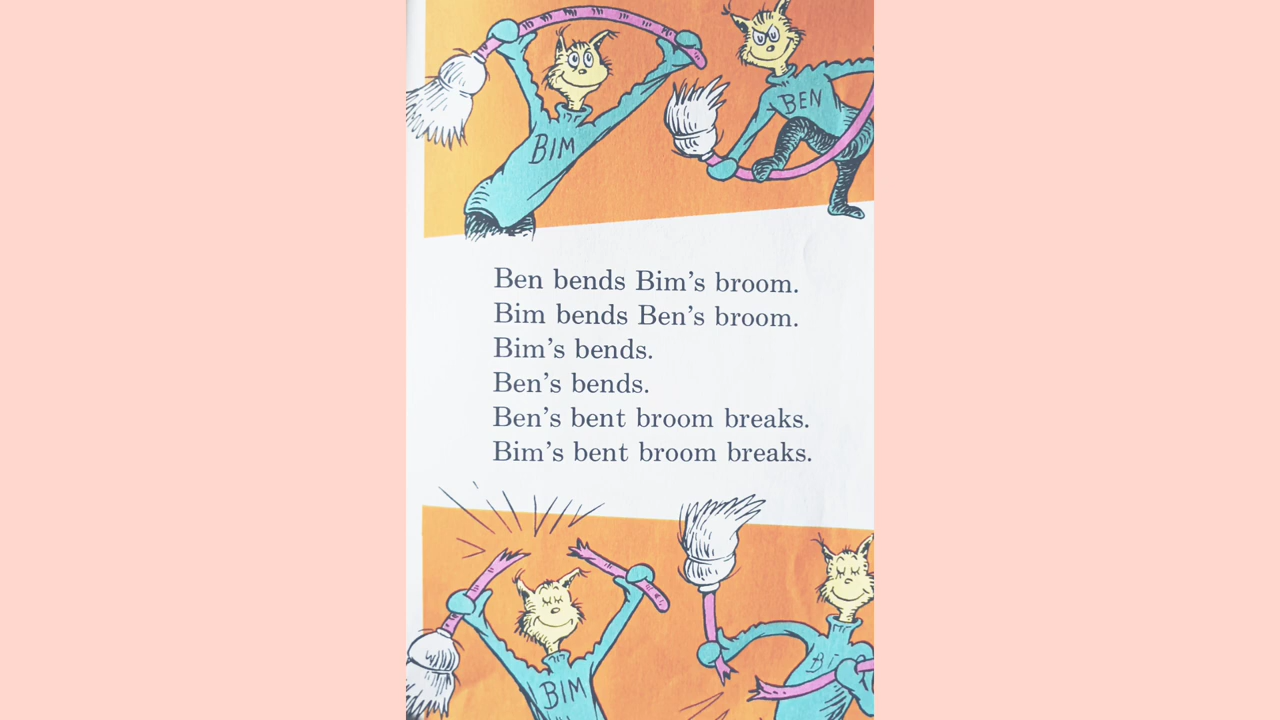 BIM
BEN
Ben bends Bim’s broom.
Bim bends Ben’s broom.
Bim’s bends.
Ben’s bends.
Ben’s bent broom breaks.
Bim’s bent broom breaks.
BIM